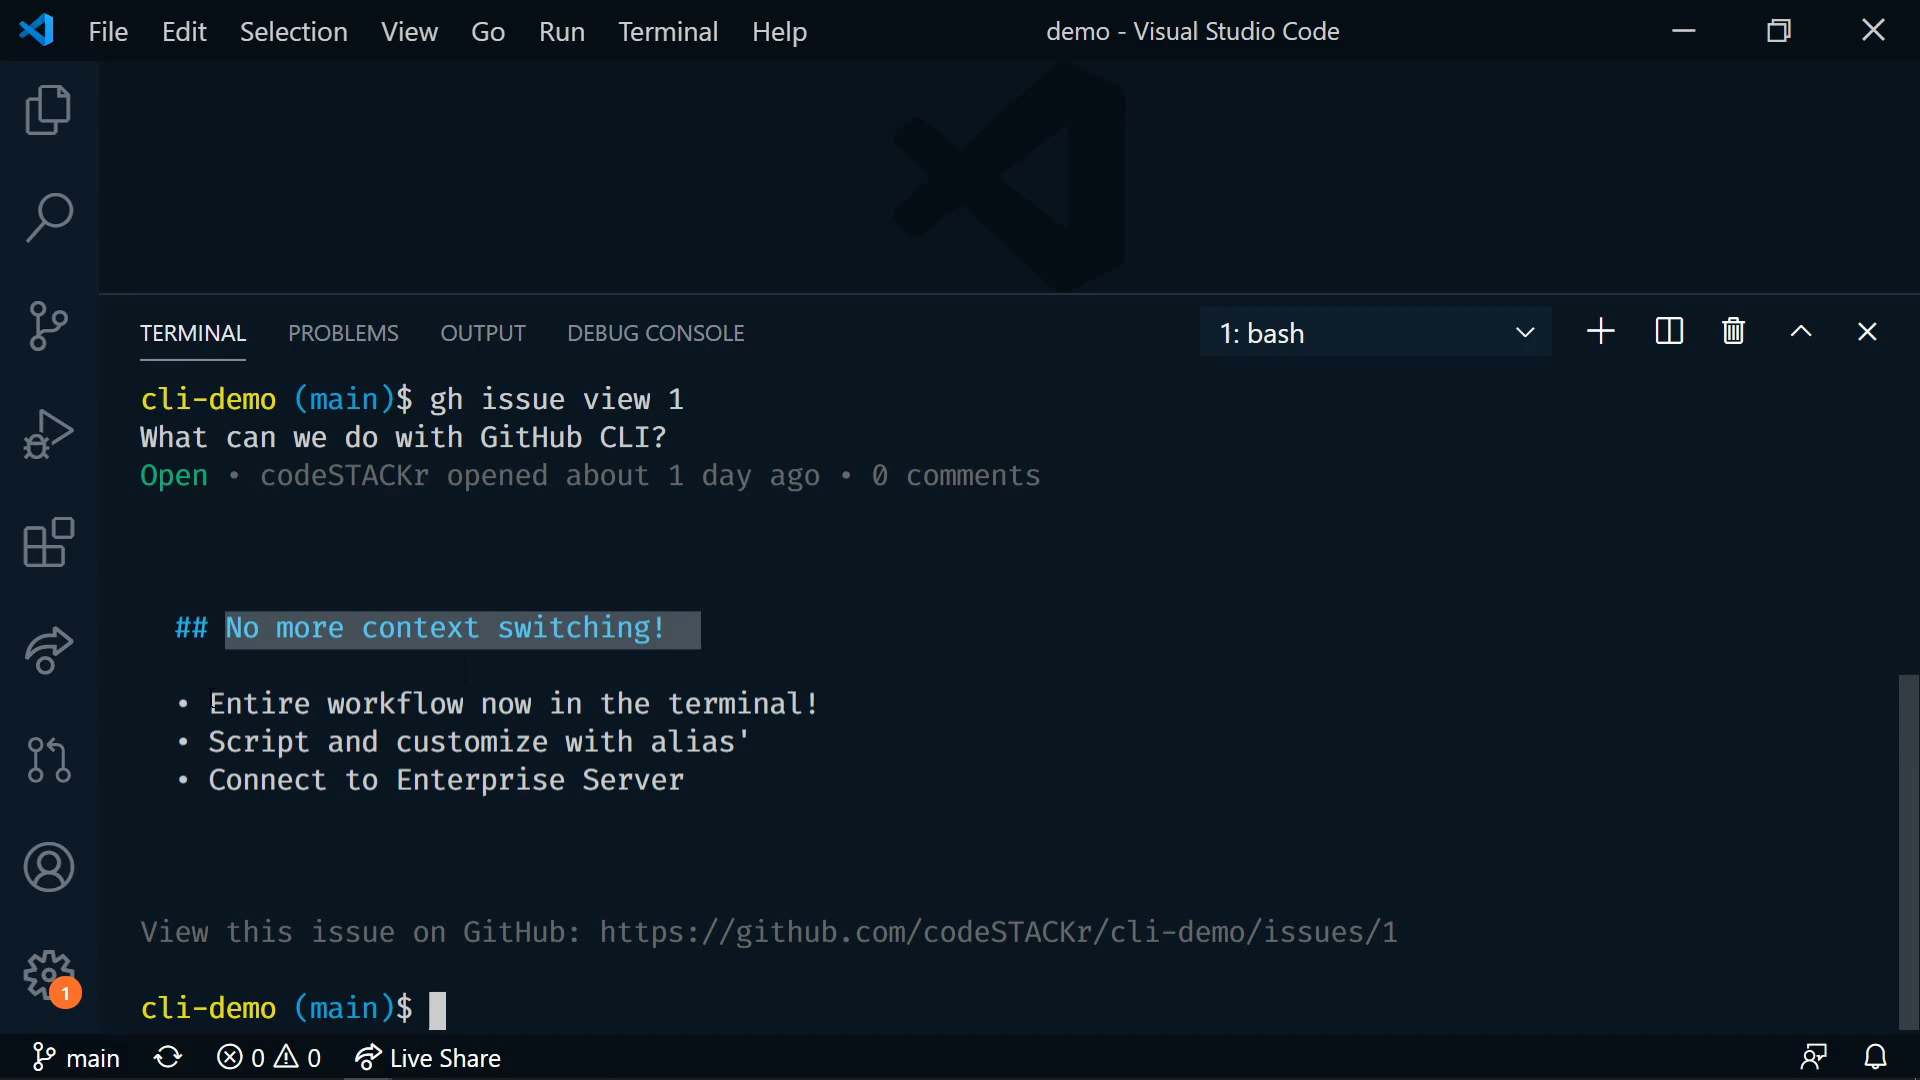 File Edit Selection View Go Run Terminal Help demo - Visual Studio Code
TERMINAL PROBLEMS OUTPUT DEBUG CONSOLE 1: bash
cli-demo (main)$ gh issue view 1
What can we do with GitHub CLI?
Open • codeSTACKr opened about 1 day ago • 0 comments
## No more context switching!
• Entire workflow now in the terminal!
• Script and customize with alias'
• Connect to Enterprise Server
View this issue on GitHub: https://github.com/codeSTACKr/cli-demo/issues/1
1
cli-demo (main)$
main 0 0 Live Share